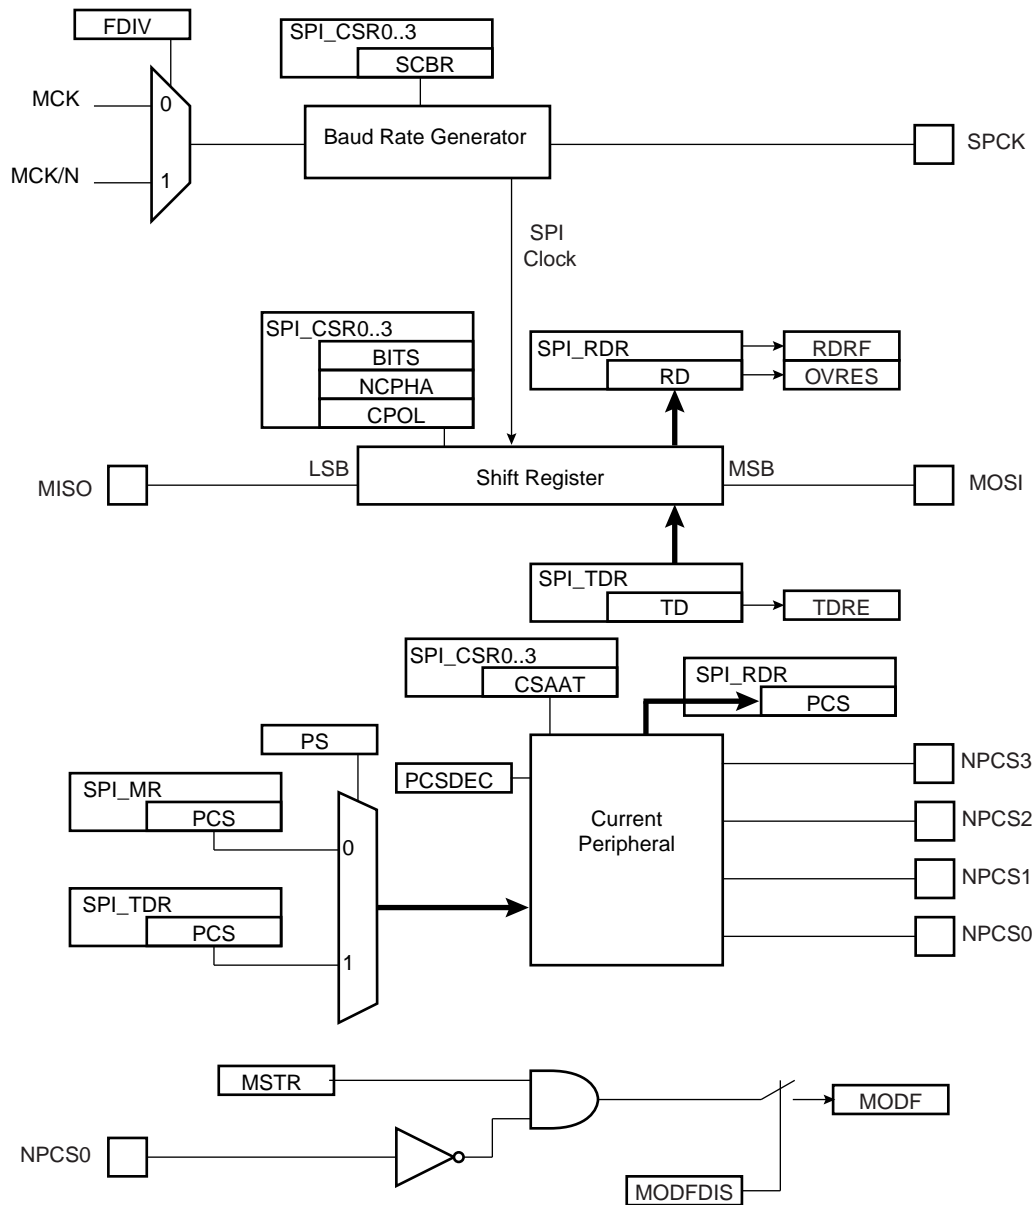 FDIV
SPI_CSR0..3
SCBR
MCK
0
Baud Rate Generator
SPCK
MCK/N
1
SPI
Clock
SPI_CSR0..3
BITS
NCPHA
CPOL
SPI_RDR
RD
RDRF
OVRES
LSB
MISO
Shift Register
MSB
MOSI
SPI_TDR
TD
TDRE
SPI_CSR0..3
CSAAT
SPI_RDR
PCS
PS
SPI_MR
PCS
0
PCSDEC
Current
Peripheral
NPCS3
NPCS2
NPCS1
NPCS0
SPI_TDR
PCS
1
MSTR
MODF
NPCS0
MODFDIS